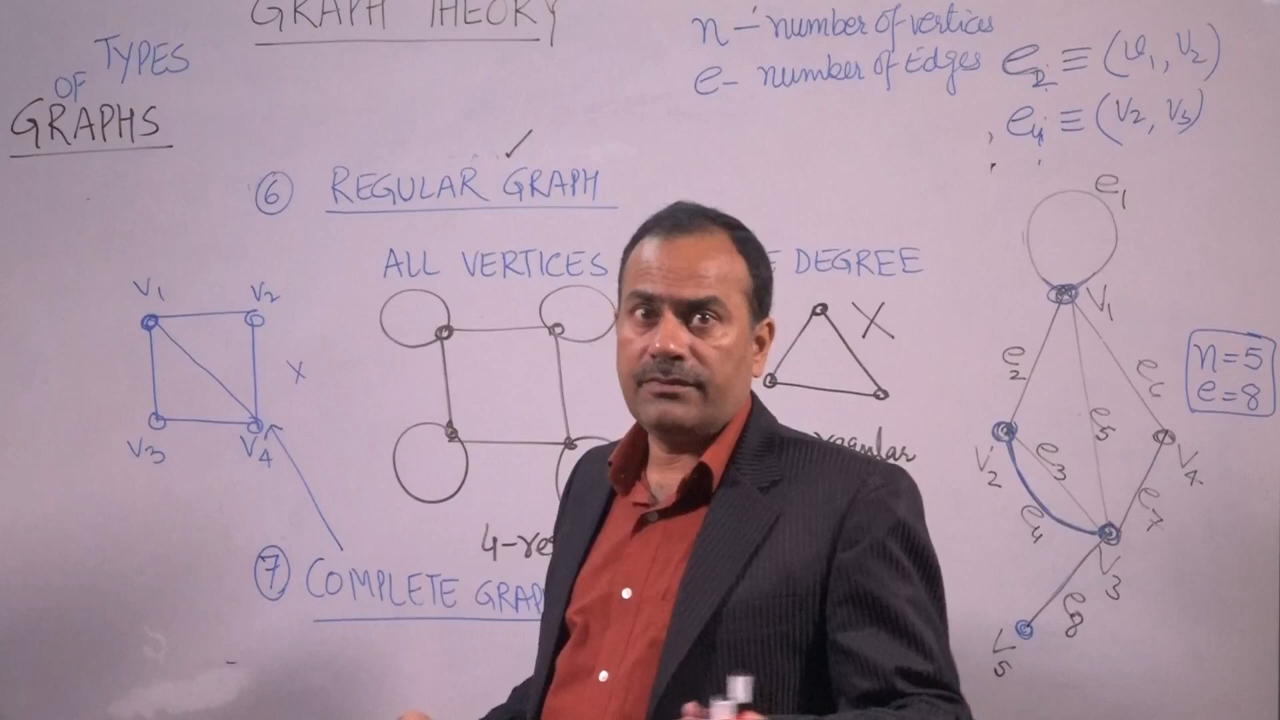 GRAPH THEORY
TYPES
OF
GRAPHS
n - number of vertices
e - number of Edges
e2 ≡ (v1, V2)
e4 ≡ (V2, V3)
⑥ REGULAR GRAPH
ALL VERTICES DEGREE
V1 V2
X
V3 V4
X
4-re
regular
⑦ COMPLETE GRAP
e1
V1
e2
e6
e5
V2
e3
V4
e4
e7
V3
e8
V5
n=5
e=8